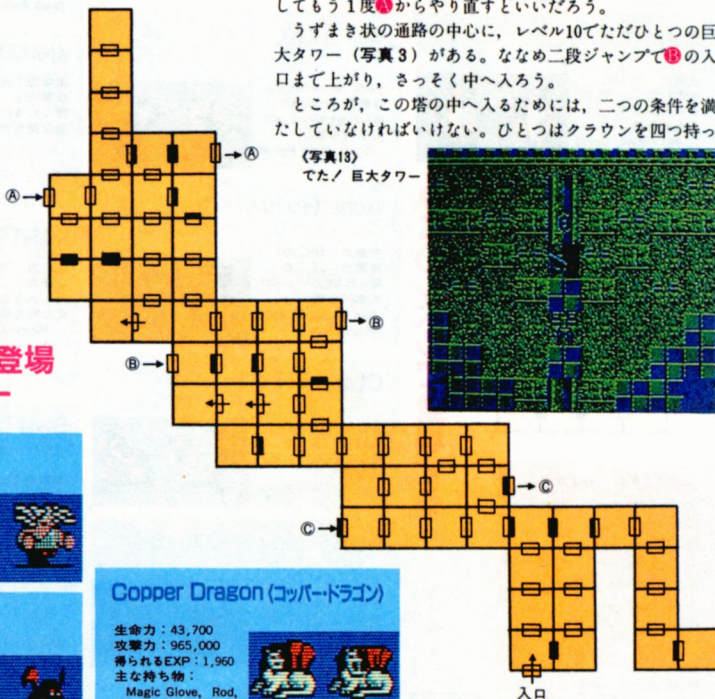 してもう1度Ⓐからやり直すといいだろう。
うずまき状の通路の中心に，レベル10でただひとつの巨
大タワー（写真3）がある。ななめ二段ジャンプでⒷの入
口まで上がり，さっそく中へ入ろう。
ところが，この塔の中へ入るためには，二つの条件を満
たしていなければいけない。ひとつはクラウンを四つ持っ
《写真13》
でた！ 巨大タワー
→Ⓐ
Ⓐ→
→Ⓑ
Ⓑ→
→Ⓒ
Ⓒ→
入口
登場
Copper Dragon〈コッパー・ドラゴン〉
生命力：43,700
攻撃力：965,000
得られるEXP：1,960
主な持ち物：
Magic Glove, Rod,